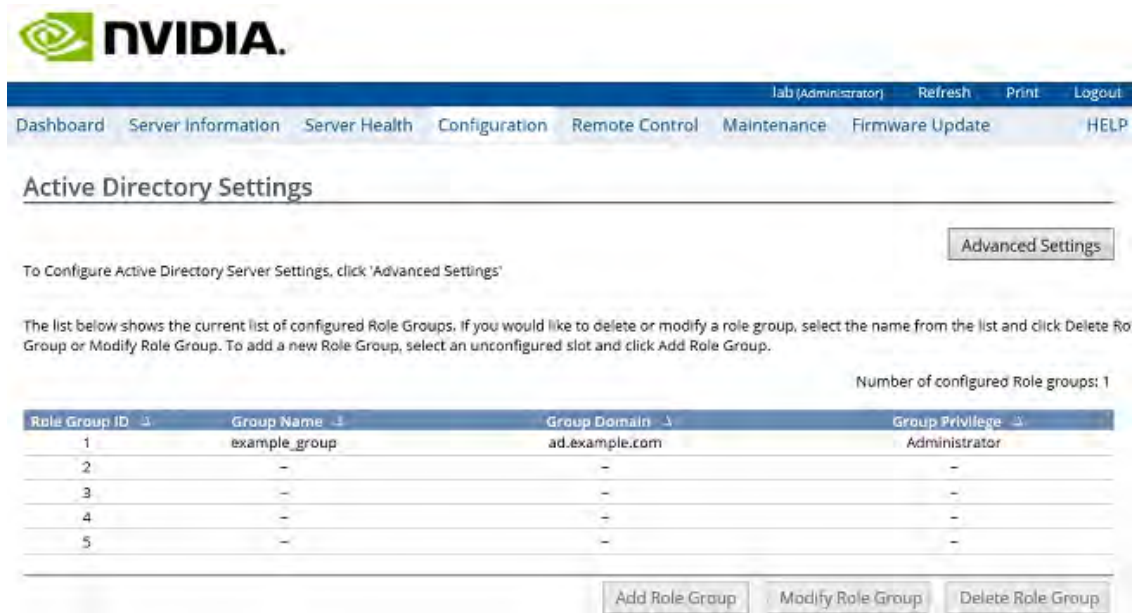 NVIDIA.
lab (Administrator) Refresh Print Logout
Dashboard Server Information Server Health Configuration Remote Control Maintenance Firmware Update HELP
Active Directory Settings
Advanced Settings
To Configure Active Directory Server Settings, click 'Advanced Settings'
The list below shows the current list of configured Role Groups. If you would like to delete or modify a role group, select the name from the list and click Delete Ro
Group or Modify Role Group. To add a new Role Group, select an unconfigured slot and click Add Role Group.
Number of configured Role groups: 1
Role Group ID Group Name Group Domain Group Privilege
1 example_group ad.example.com Administrator
2 – – –
3 – – –
4 – – –
5 – – –
Add Role Group Modify Role Group Delete Role Group